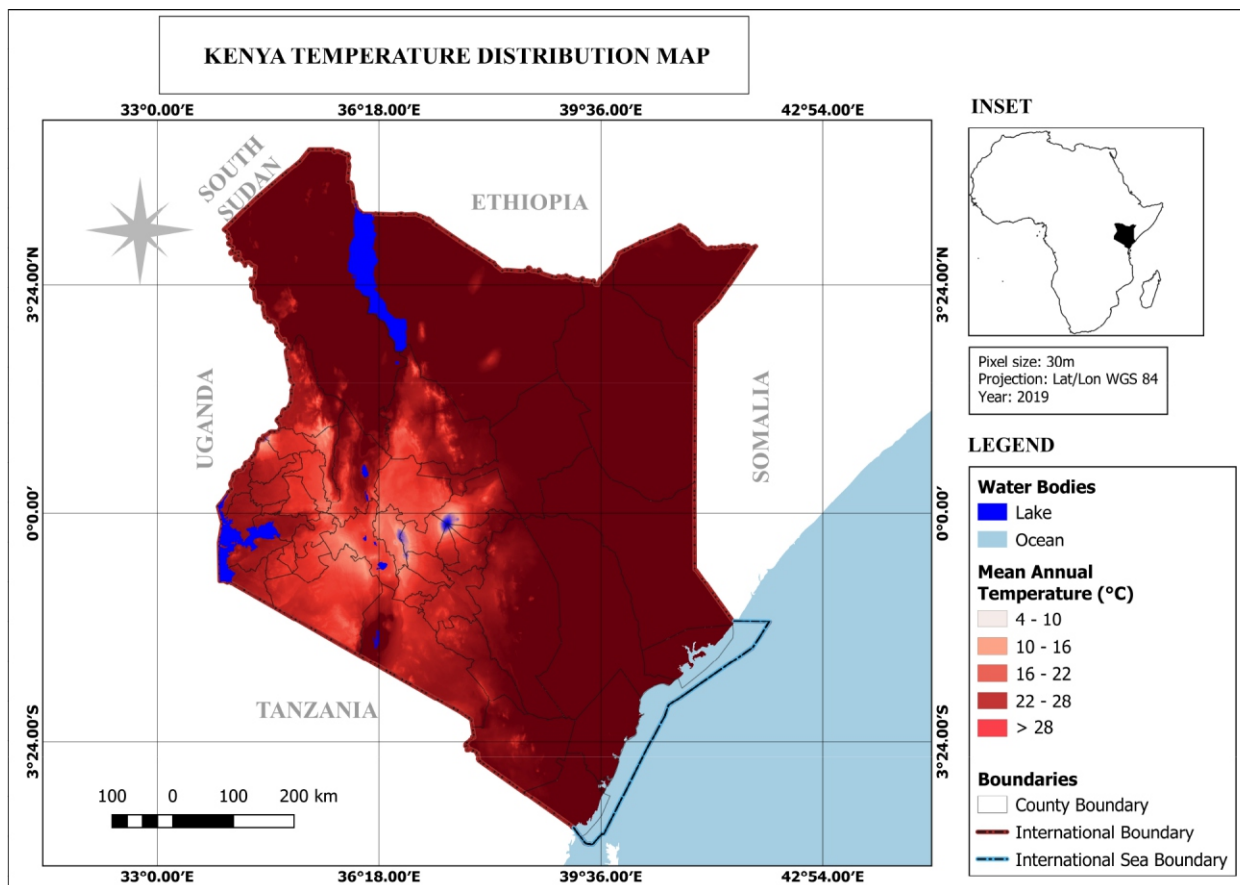 KENYA TEMPERATURE DISTRIBUTION MAP
33°0.00′E 36°18.00′E 39°36.00′E 42°54.00′E
3°24.00′N 3°24.00′N
0°0.00′ 0°0.00′
3°24.00′S 3°24.00′S
SOUTH
SUDAN
ETHIOPIA
UGANDA
SOMALIA
TANZANIA
100 0 100 200 km
33°0.00′E 36°18.00′E 39°36.00′E 42°54.00′E
INSET
Pixel size: 30m
Projection: Lat/Lon WGS 84
Year: 2019
LEGEND
Water Bodies
Lake
Ocean
Mean Annual
Temperature (°C)
4 - 10
10 - 16
16 - 22
22 - 28
> 28
Boundaries
County Boundary
International Boundary
International Sea Boundary